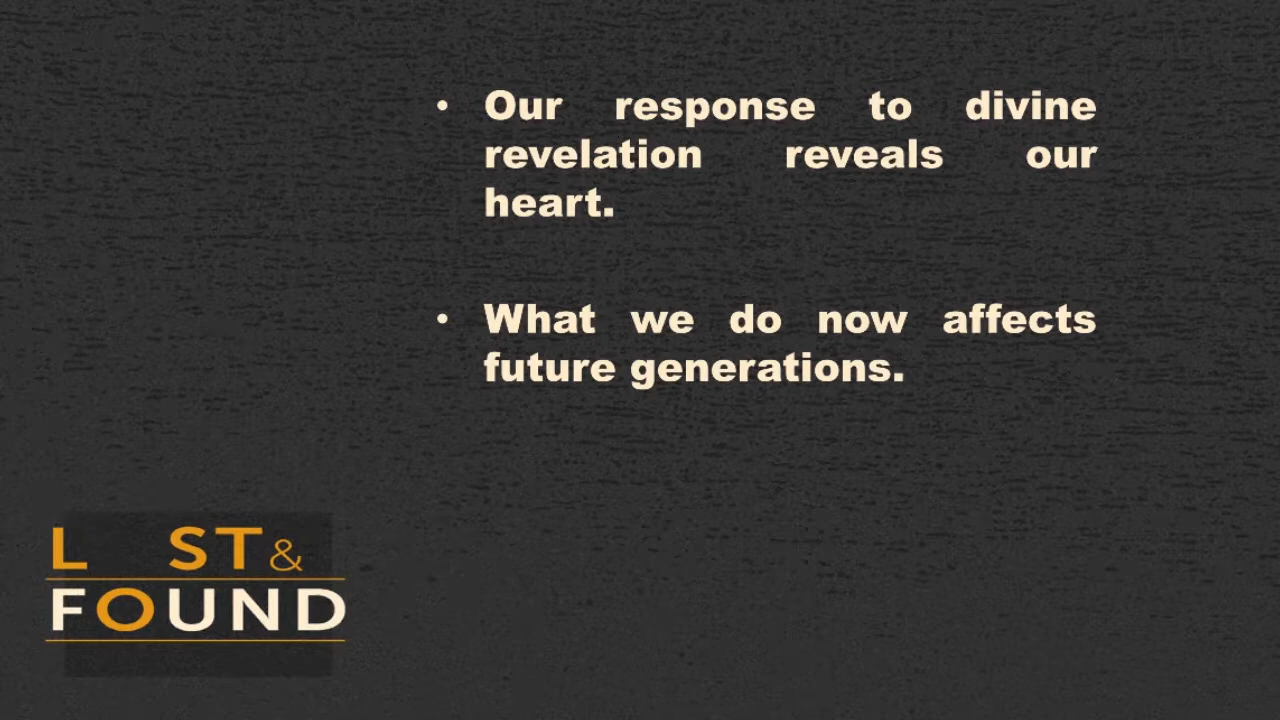 • Our response to divine
revelation reveals our
heart.
• What we do now affects
future generations.
L ST&
FOUND